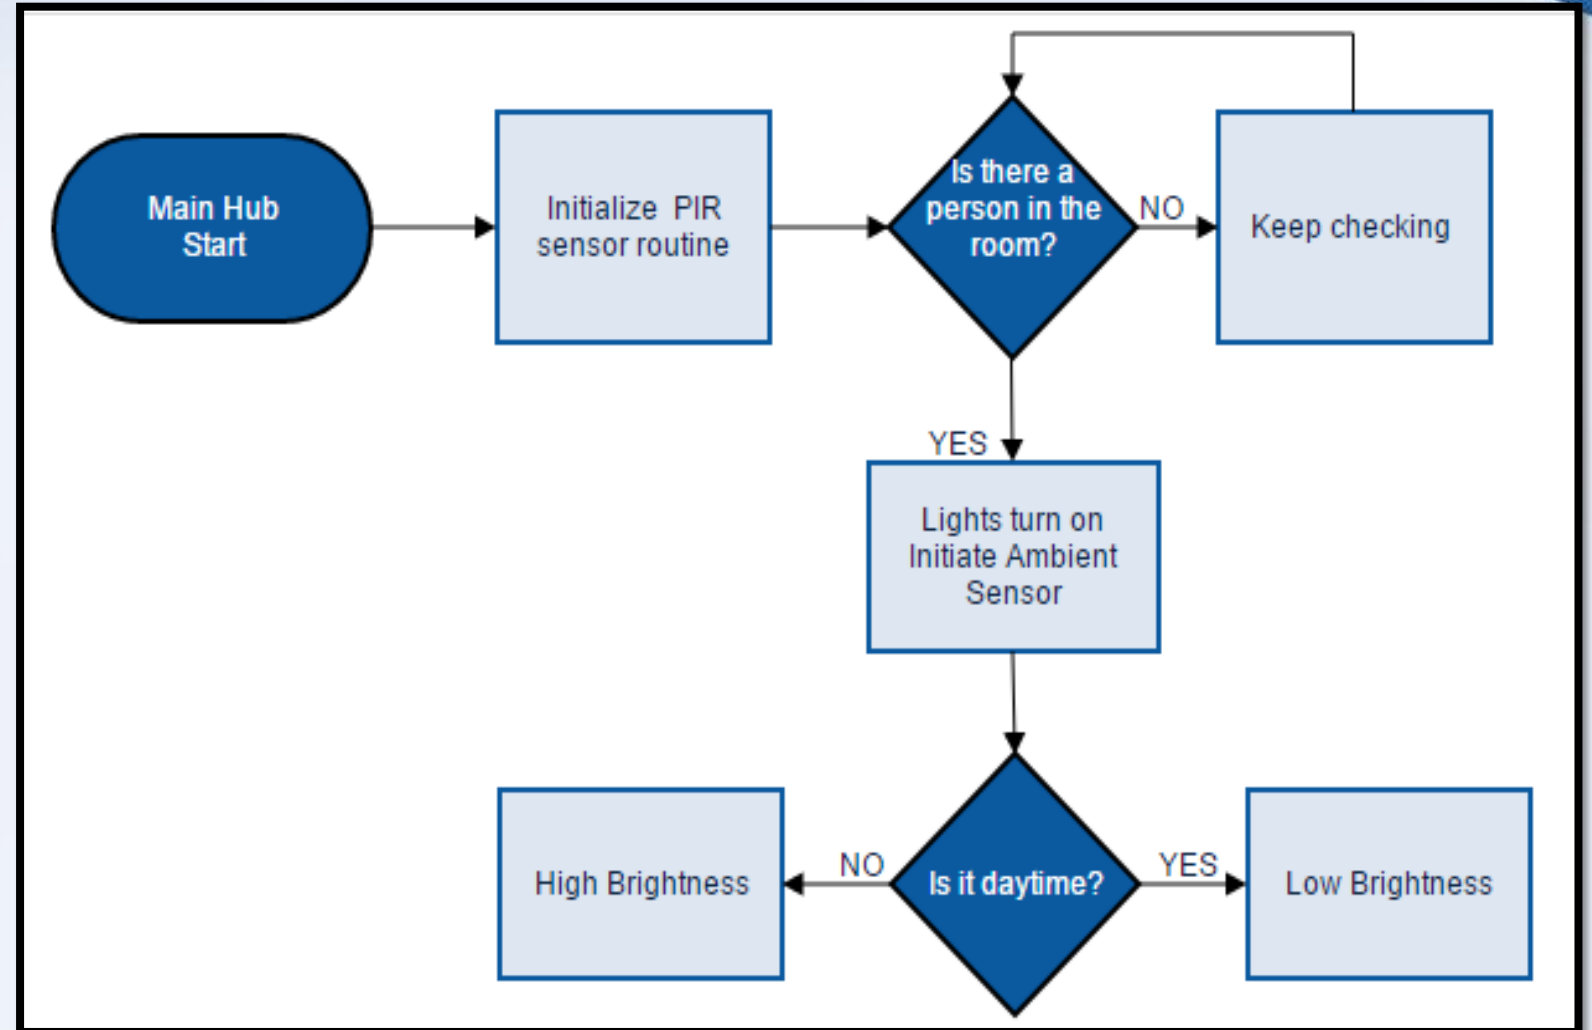 Main Hub
Start
Initialize PIR
sensor routine
Is there a
person in the
room?
NO
Keep checking
YES
Lights turn on
Initiate Ambient
Sensor
High Brightness
NO
Is it daytime?
YES
Low Brightness